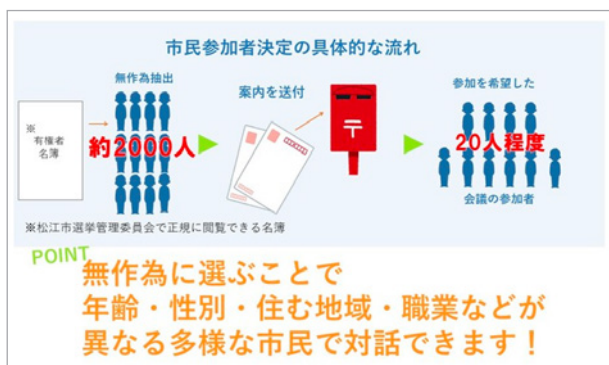 市民参加者決定の具体的な流れ
無作為抽出
案内を送付
参加を希望した
※
有権者
名簿
約2000人
〒
20人程度
会議の参加者
※松江市選挙管理委員会で正規に閲覧できる名簿
POINT
無作為に選ぶことで
年齢・性別・住む地域・職業などが
異なる多様な市民で対話できます！